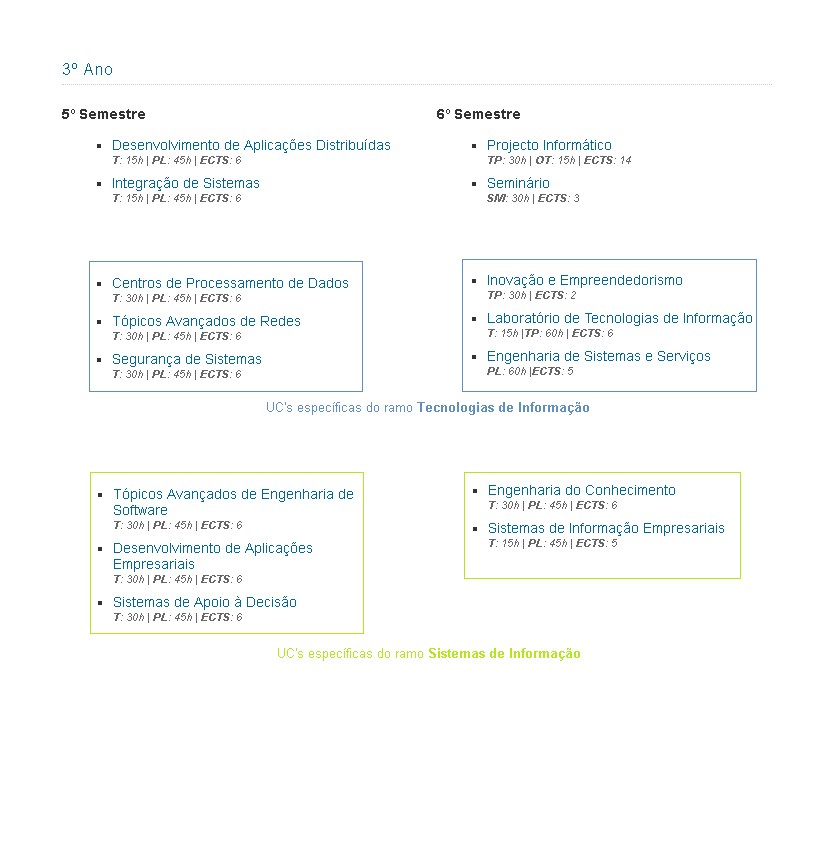 3º Ano
5º Semestre
Desenvolvimento de Aplicações Distribuídas
T: 15h | PL: 45h | ECTS: 6
Integração de Sistemas
T: 15h | PL: 45h | ECTS: 6
6º Semestre
Projecto Informático
TP: 30h | OT: 15h | ECTS: 14
Seminário
SM: 30h | ECTS: 3
Centros de Processamento de Dados
T: 30h | PL: 45h | ECTS: 6
Tópicos Avançados de Redes
T: 30h | PL: 45h | ECTS: 6
Segurança de Sistemas
T: 30h | PL: 45h | ECTS: 6
Inovação e Empreendedorismo
TP: 30h | ECTS: 2
Laboratório de Tecnologias de Informação
T: 15h |TP: 60h | ECTS: 6
Engenharia de Sistemas e Serviços
PL: 60h |ECTS: 5
UC's específicas do ramo Tecnologias de Informação
Tópicos Avançados de Engenharia de
Software
T: 30h | PL: 45h | ECTS: 6
Desenvolvimento de Aplicações
Empresariais
T: 30h | PL: 45h | ECTS: 6
Sistemas de Apoio à Decisão
T: 30h | PL: 45h | ECTS: 6
Engenharia do Conhecimento
T: 30h | PL: 45h | ECTS: 6
Sistemas de Informação Empresariais
T: 15h | PL: 45h | ECTS: 5
UC's específicas do ramo Sistemas de Informação